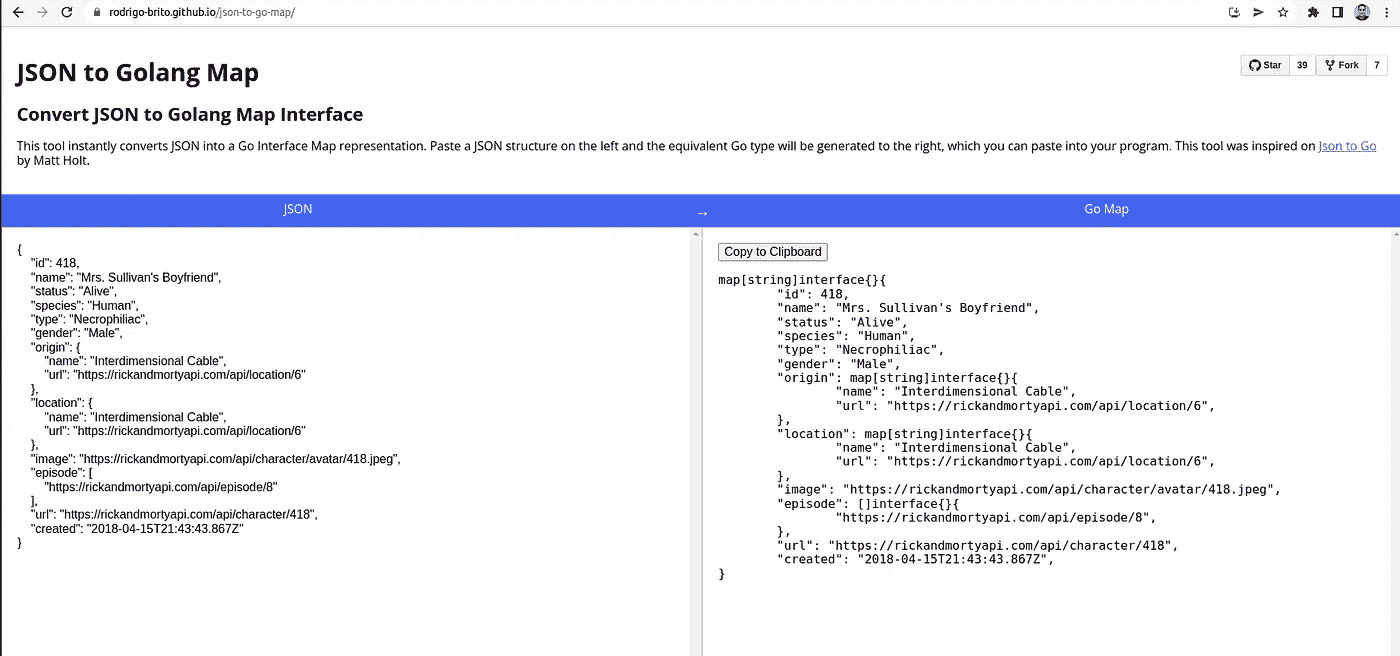 rodrigo-brito.github.io/json-to-go-map/
JSON to Golang Map
Star 39 Fork 7
Convert JSON to Golang Map Interface
This tool instantly converts JSON into a Go Interface Map representation. Paste a JSON structure on the left and the equivalent Go type will be generated to the right, which you can paste into your program. This tool was inspired on Json to Go
by Matt Holt.
JSON → Go Map
{
"id": 418,
"name": "Mrs. Sullivan's Boyfriend",
"status": "Alive",
"species": "Human",
"type": "Necrophiliac",
"gender": "Male",
"origin": {
"name": "Interdimensional Cable",
"url": "https://rickandmortyapi.com/api/location/6"
},
"location": {
"name": "Interdimensional Cable",
"url": "https://rickandmortyapi.com/api/location/6"
},
"image": "https://rickandmortyapi.com/api/character/avatar/418.jpeg",
"episode": [
"https://rickandmortyapi.com/api/episode/8"
],
"url": "https://rickandmortyapi.com/api/character/418",
"created": "2018-04-15T21:43:43.867Z"
}
Copy to Clipboard
map[string]interface{}{
"id": 418,
"name": "Mrs. Sullivan's Boyfriend",
"status": "Alive",
"species": "Human",
"type": "Necrophiliac",
"gender": "Male",
"origin": map[string]interface{}{
"name": "Interdimensional Cable",
"url": "https://rickandmortyapi.com/api/location/6",
},
"location": map[string]interface{}{
"name": "Interdimensional Cable",
"url": "https://rickandmortyapi.com/api/location/6",
},
"image": "https://rickandmortyapi.com/api/character/avatar/418.jpeg",
"episode": []interface{}{
"https://rickandmortyapi.com/api/episode/8",
},
"url": "https://rickandmortyapi.com/api/character/418",
"created": "2018-04-15T21:43:43.867Z",
}